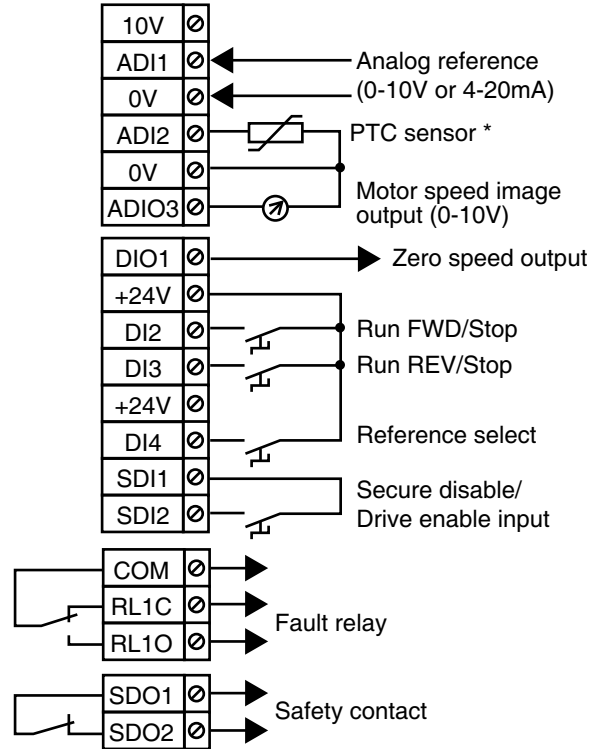 10V
ADI1
Analog reference
0V
(0-10V or 4-20mA)
ADI2
PTC sensor *
0V
Motor speed image
ADIO3
output (0-10V)
DIO1
Zero speed output
+24V
DI2
Run FWD/Stop
DI3
Run REV/Stop
+24V
DI4
Reference select
SDI1
Secure disable/
SDI2
Drive enable input
COM
RL1C
Fault relay
RL1O
SDO1
Safety contact
SDO2